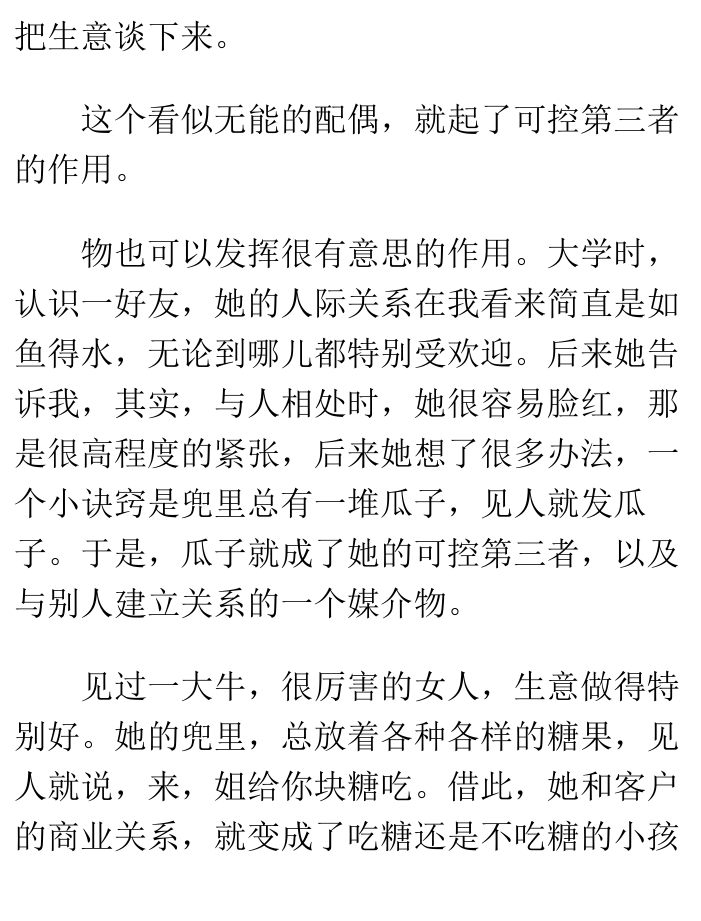 把生意谈下来。
这个看似无能的配偶，就起了可控第三者
的作用。
物也可以发挥很有意思的作用。大学时，
认识一好友，她的人际关系在我看来简直是如
鱼得水，无论到哪儿都特别受欢迎。后来她告
诉我，其实，与人相处时，她很容易脸红，那
是很高程度的紧张，后来她想了很多办法，一
个小诀窍是兜里总有一堆瓜子，见人就发瓜
子。于是，瓜子就成了她的可控第三者，以及
与别人建立关系的一个媒介物。
见过一大牛，很厉害的女人，生意做得特
别好。她的兜里，总放着各种各样的糖果，见
人就说，来，姐给你块糖吃。借此，她和客户
的商业关系，就变成了吃糖还是不吃糖的小孩